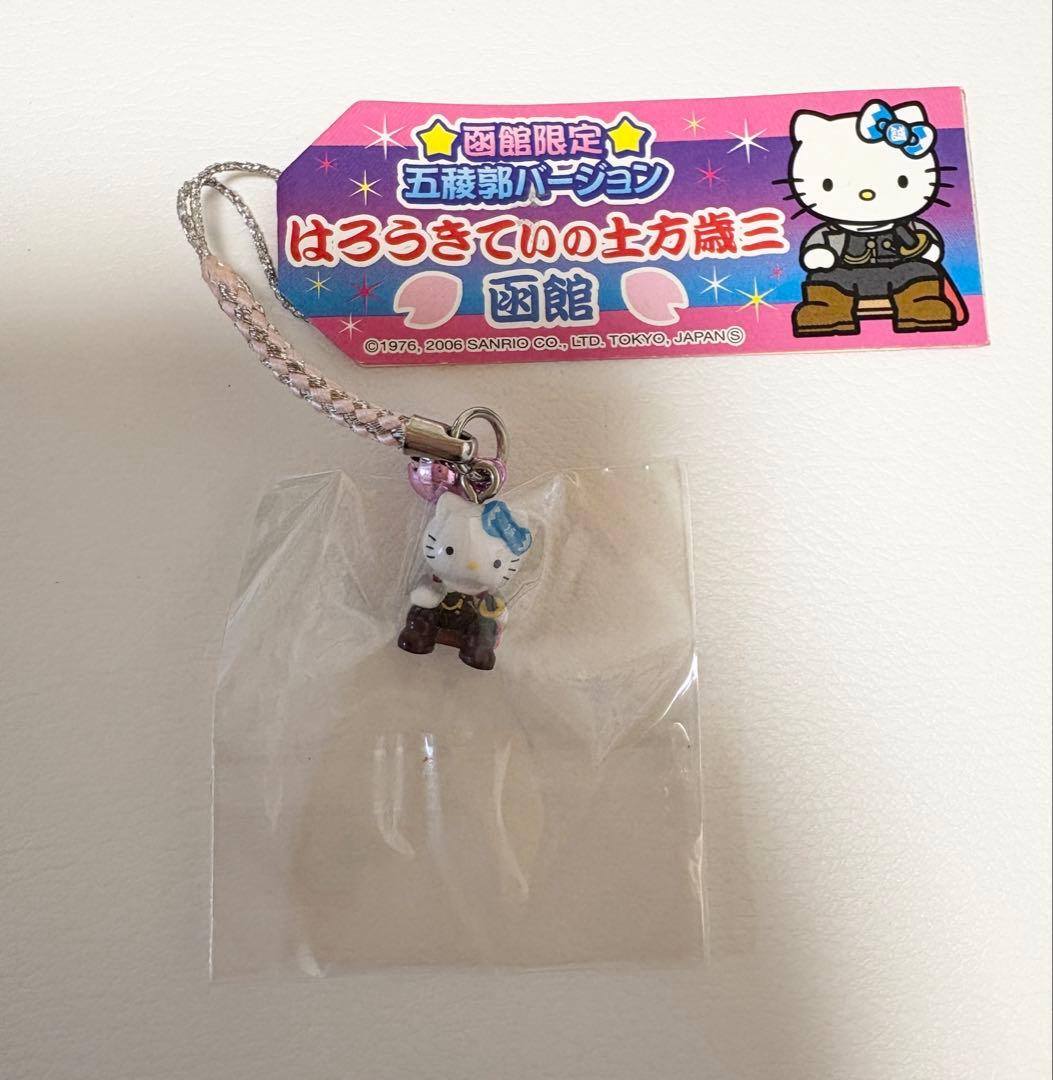 函館限定
五稜郭バージョン
はろうきてぃの土方歳三
函館
©1976, 2006 SANRIO CO., LTD. TOKYO, JAPAN Ⓢ